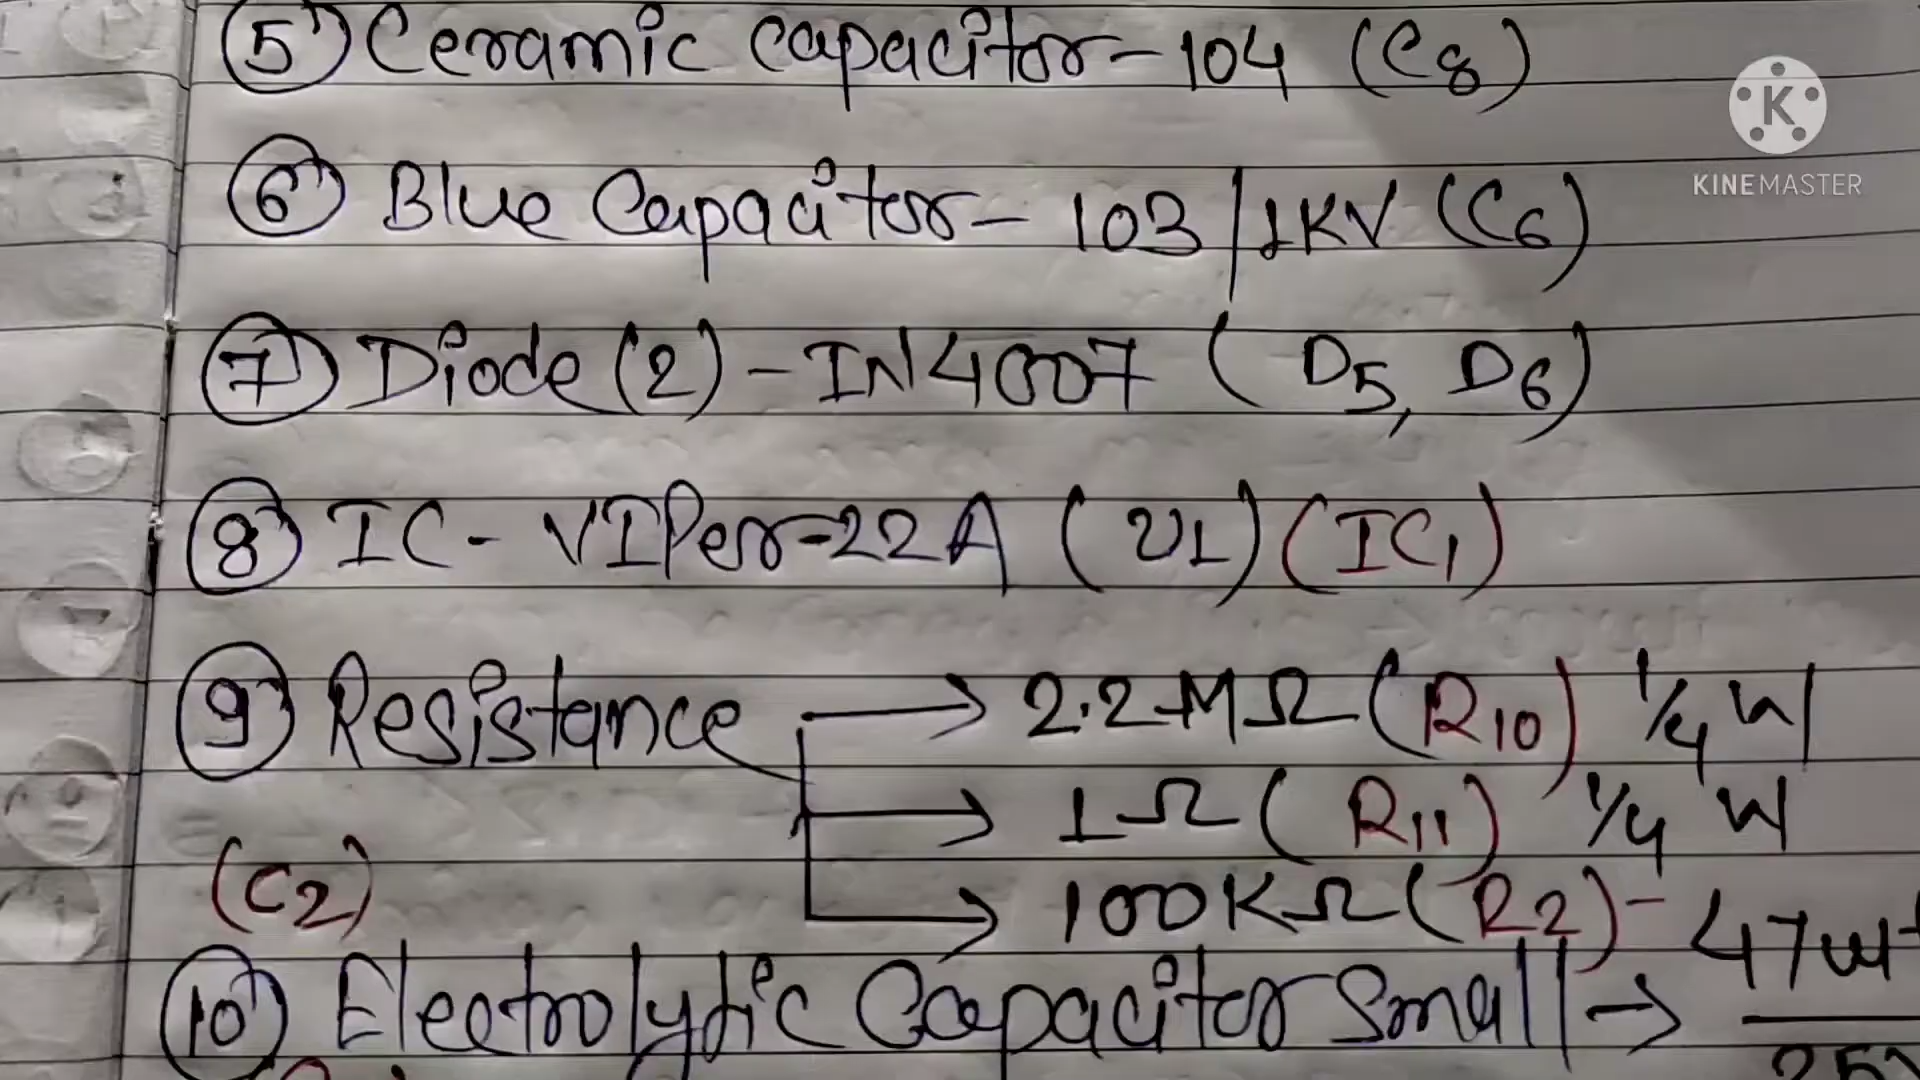 5 Ceramic Capacitor - 104 (C8)
6 Blue Capacitor - 103/1KV (C6)
7 Diode (2) - IN4007 (D5, D6)
8 IC - VIPer-22A (U1) (IC1)
9 Resistance → 2.2MΩ (R10) 1/4 W
→ 1Ω (R11) 1/4 W
→ 100KΩ (R2) -
(C2)
10 Electrolytic Capacitor Small → 47uf
25V
KINEMASTER